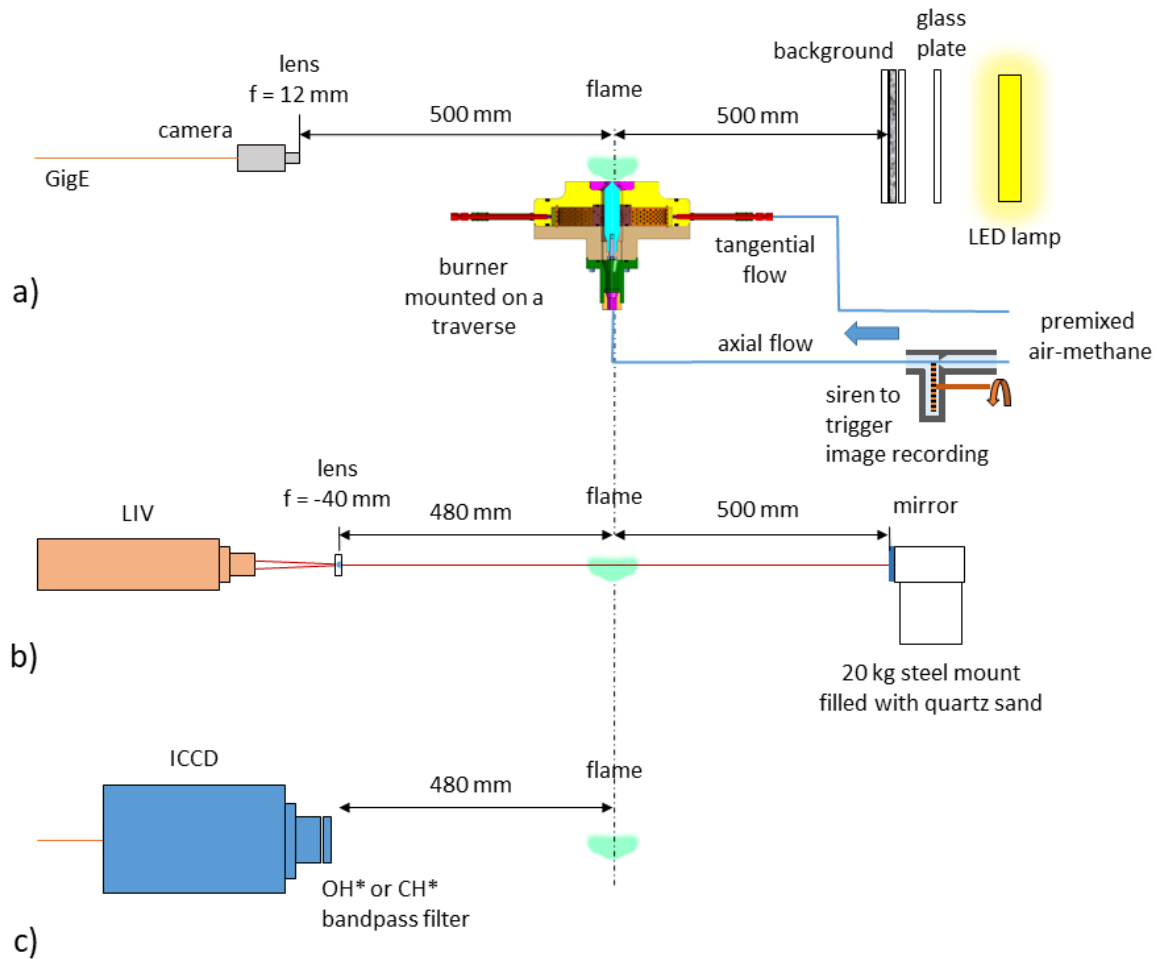 glass
plate
background
lens
f = 12 mm
flame
500 mm
500 mm
camera
GigE
LED lamp
tangential
flow
burner
mounted on a
traverse
a)
premixed
air-methane
axial flow
siren to
trigger
image recording
lens
f = -40 mm
flame
mirror
LIV
480 mm
500 mm
b)
20 kg steel mount
filled with quartz sand
ICCD
flame
480 mm
OH* or CH*
bandpass filter
c)